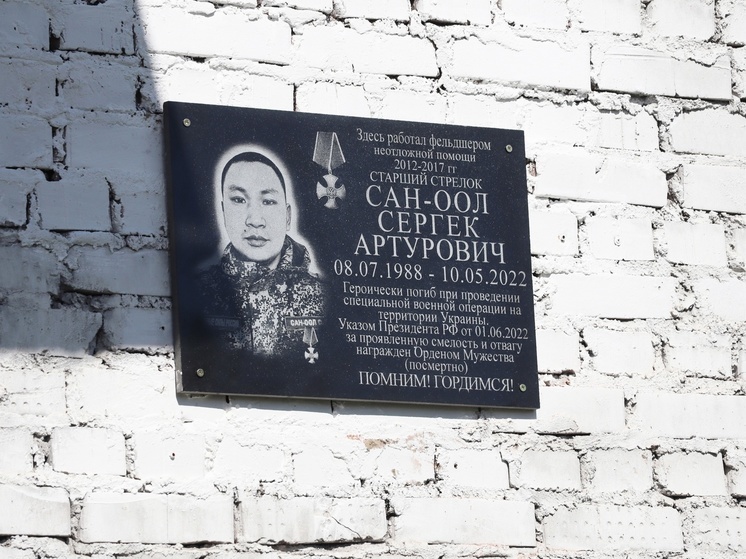 Здесь работал фельдшером
неотложной помощи
2012-2017 гг
СТАРШИЙ СТРЕЛОК
САН-ООЛ
СЕРГЕК
АРТУРОВИЧ
08.07.1988 - 10.05.2022
Героически погиб при проведении
специальной военной операции на
территории Украины.
Указом Президента РФ от 01.06.2022
за проявленную смелость и отвагу
награжден Орденом Мужества
(посмертно)
ПОМНИМ! ГОРДИМСЯ!
САН-ООЛ